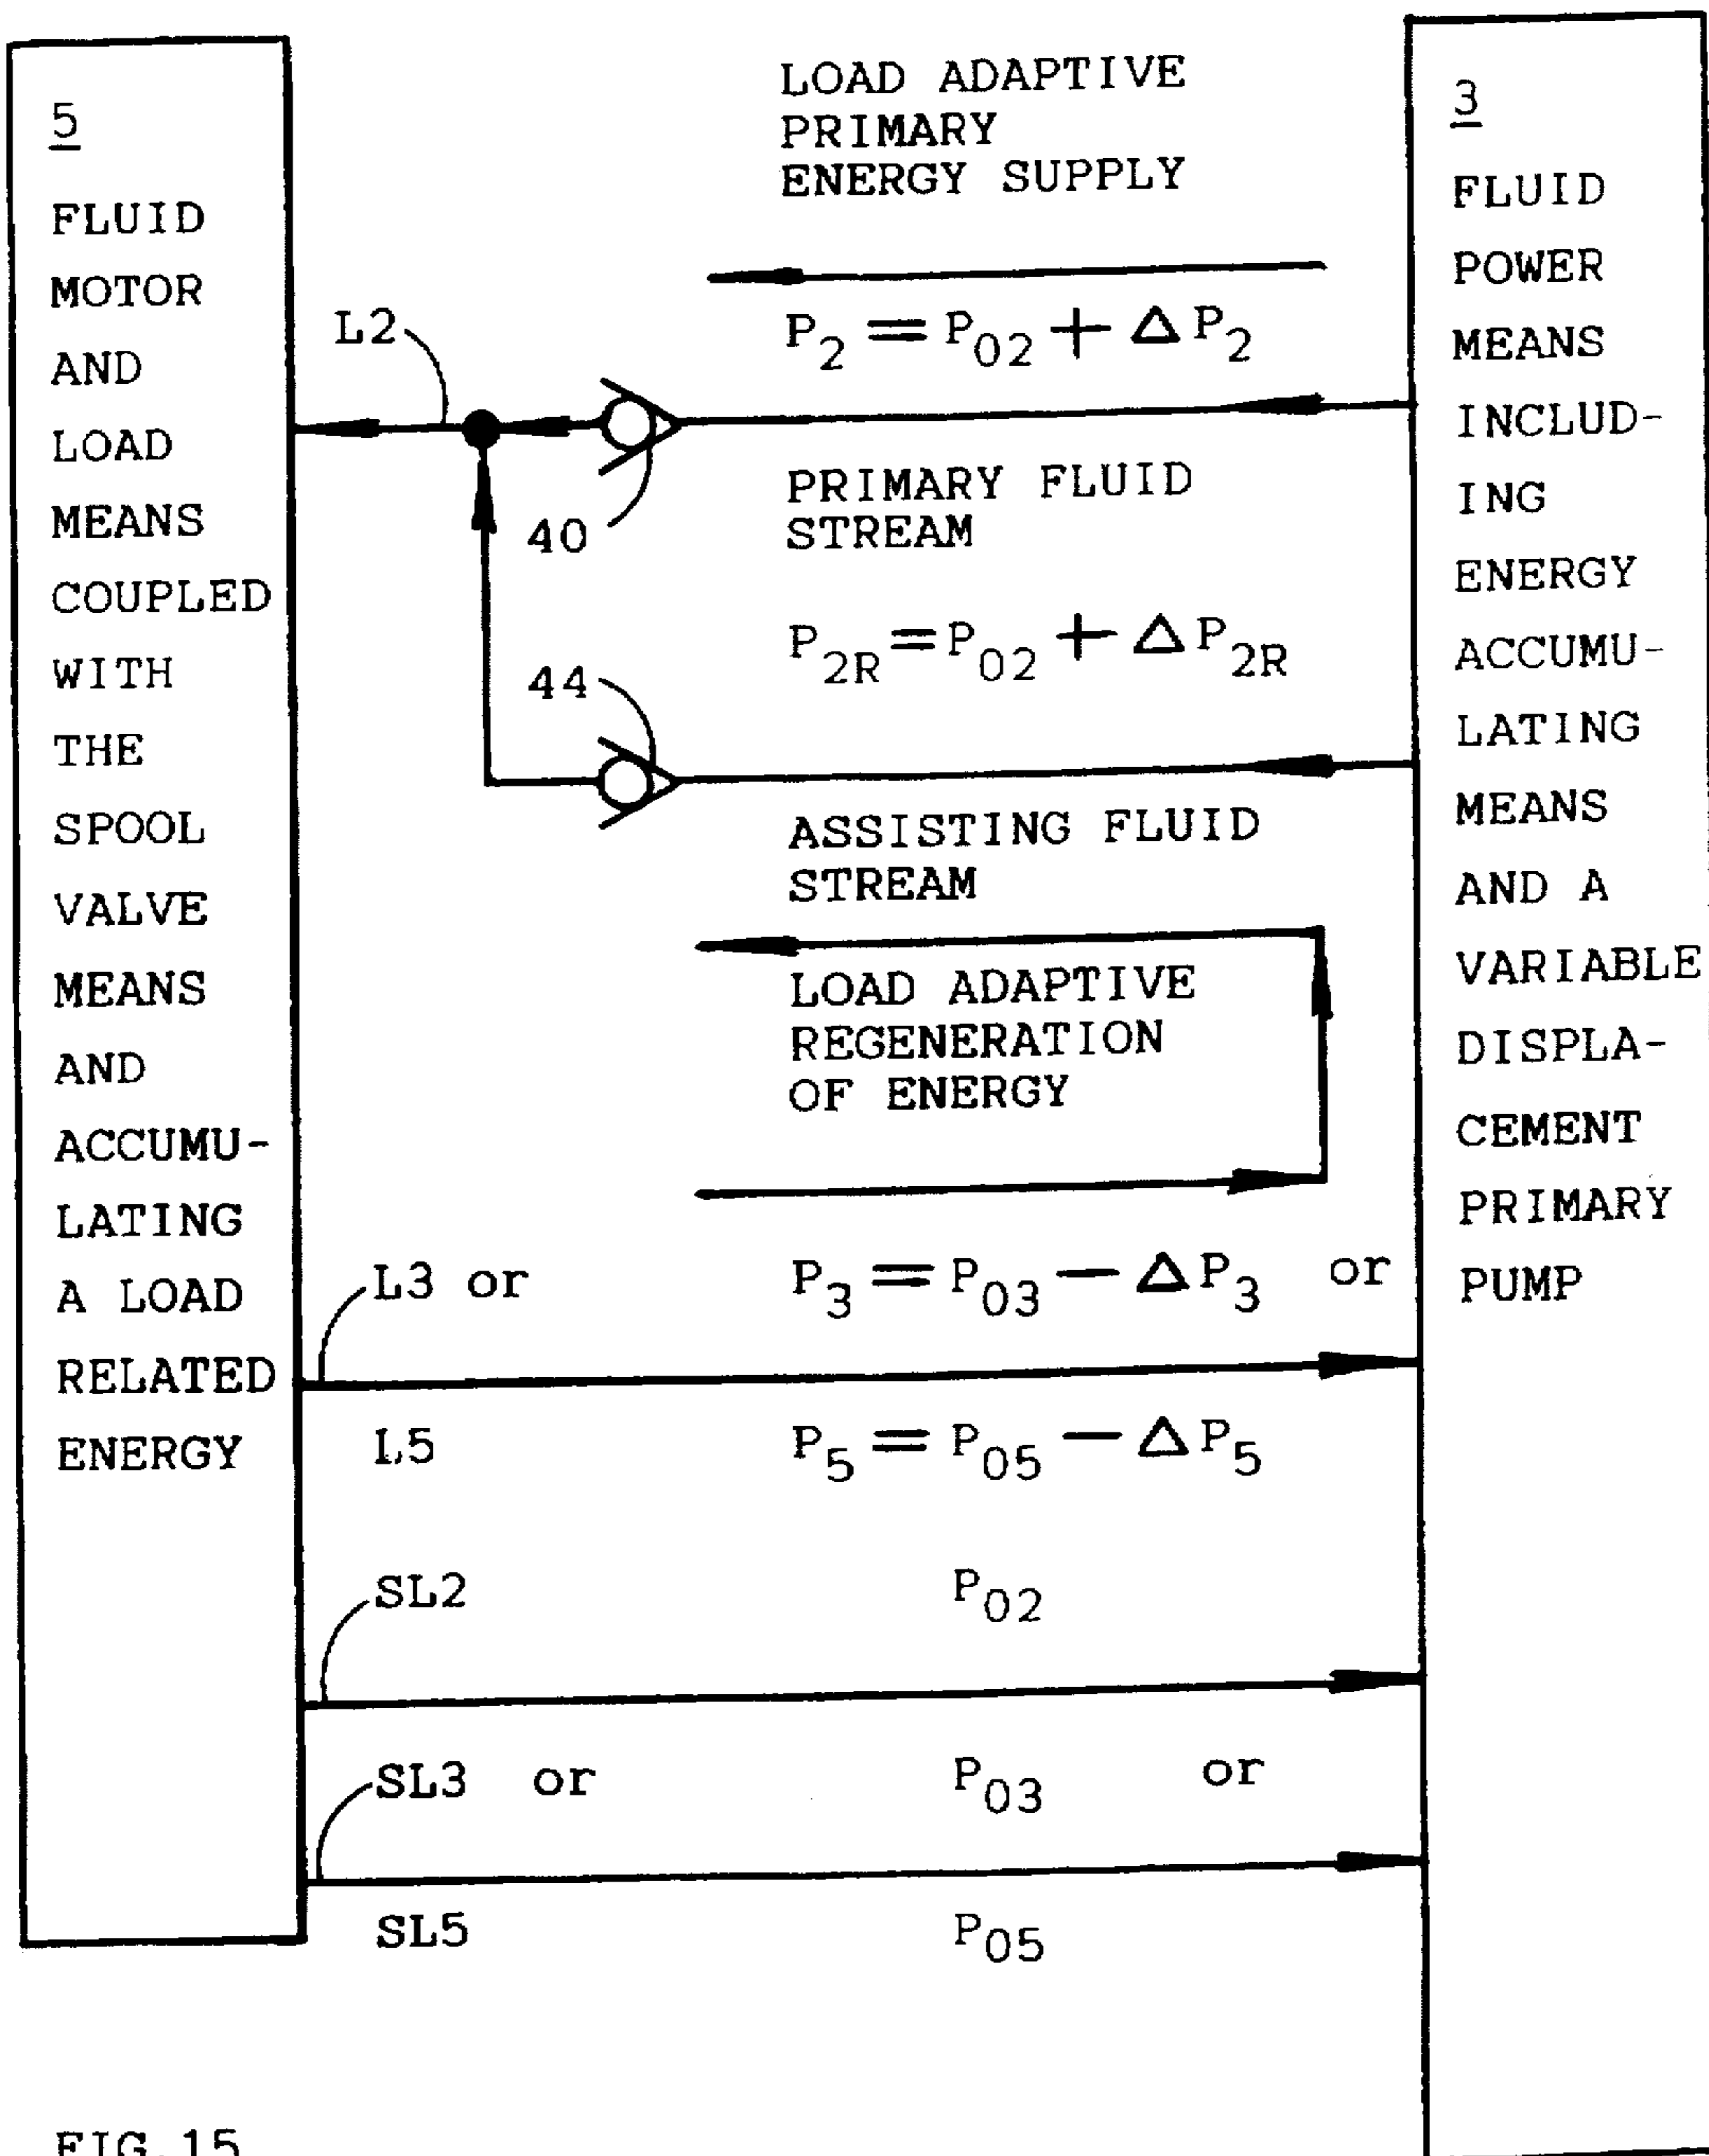 5
FLUID
MOTOR
AND
LOAD
MEANS
COUPLED
WITH
THE
SPOOL
VALVE
MEANS
AND
ACCUMU-
LATING
A LOAD
RELATED
ENERGY
LOAD ADAPTIVE
PRIMARY
ENERGY SUPPLY
P₂ = P₀₂ + ΔP₂
L2
40
PRIMARY FLUID
STREAM
P₂R = P₀₂ + ΔP₂R
44
ASSISTING FLUID
STREAM
LOAD ADAPTIVE
REGENERATION
OF ENERGY
L3 or
P₃ = P₀₃ − ΔP₃ or
L5
P₅ = P₀₅ − ΔP₅
SL2
P₀₂
SL3 or
P₀₃ or
SL5
P₀₅
3
FLUID
POWER
MEANS
INCLUD-
ING
ENERGY
ACCUMU-
LATING
MEANS
AND A
VARIABLE
DISPLA-
CEMENT
PRIMARY
PUMP
FIG.15